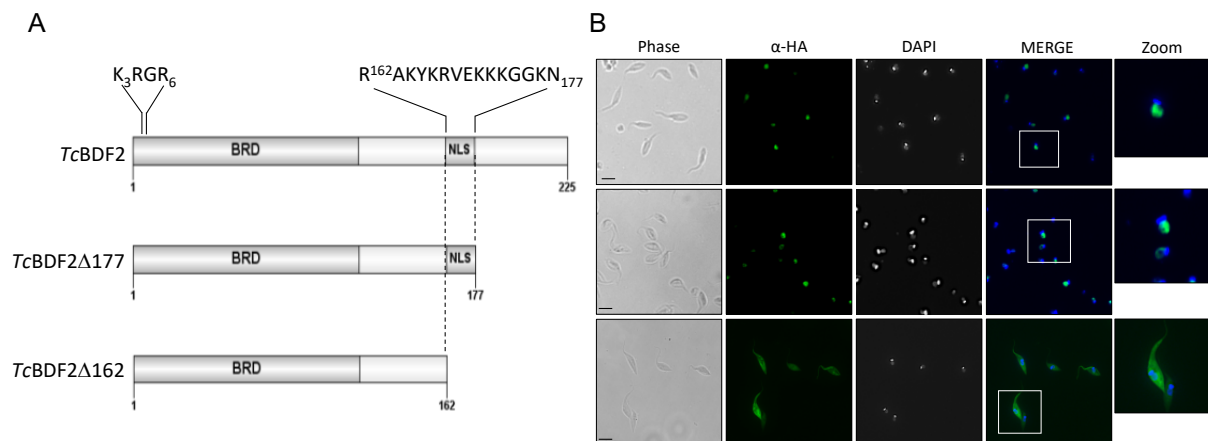 A
K3RGR6
R162AKYKRVEKKKGGKN177
TcBDF2
BRD
NLS
1
225
TcBDF2Δ177
BRD
NLS
1
177
TcBDF2Δ162
BRD
1
162
B
Phase
α-HA
DAPI
MERGE
Zoom